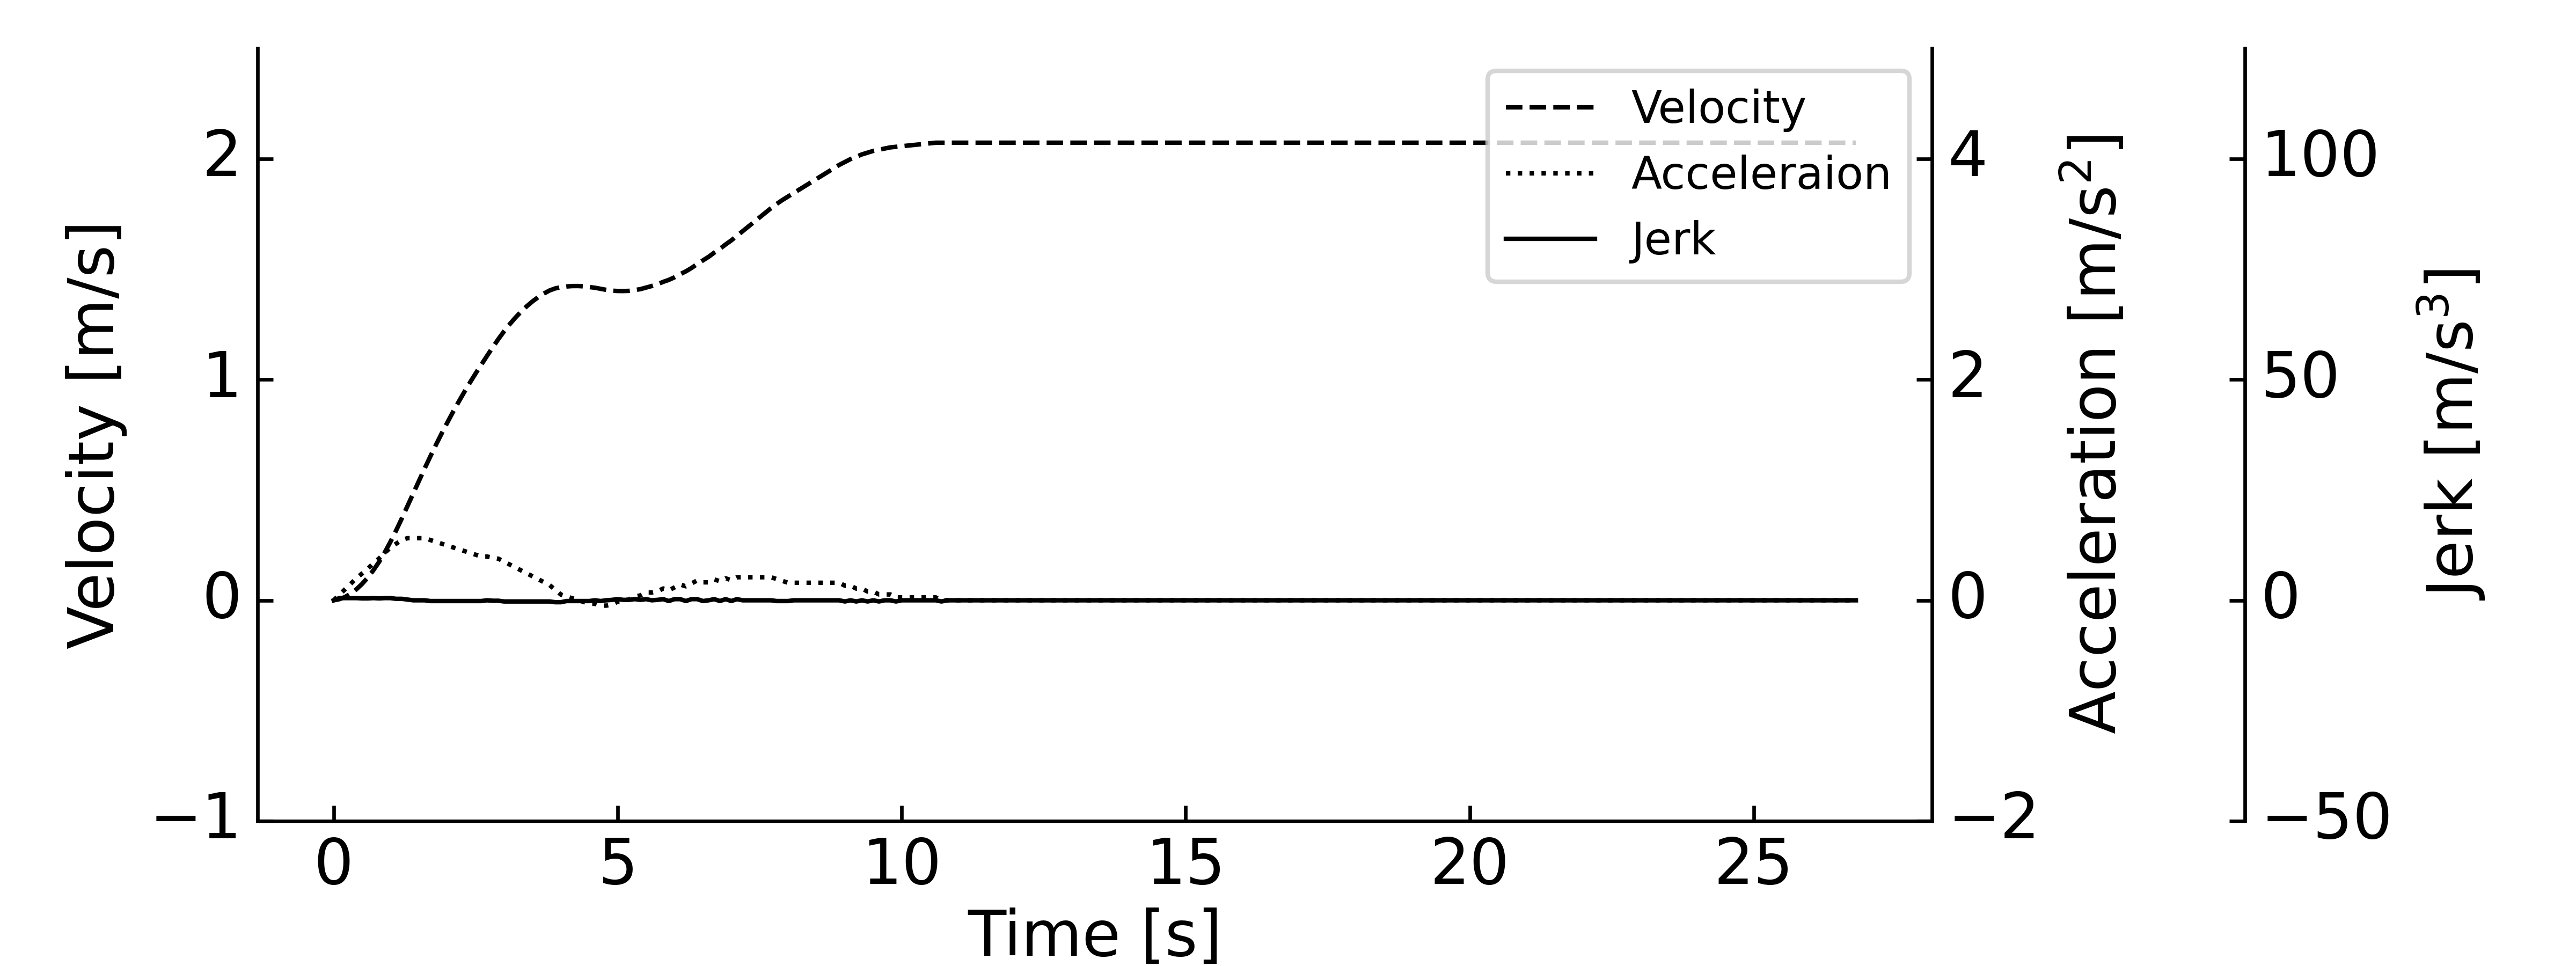 Velocity [m/s]
2
1
0
−1
0 5 10 15 20 25
Time [s]
Velocity
Acceleraion
Jerk
4
2
0
−2
Acceleration [m/s²]
100
50
0
−50
Jerk [m/s³]